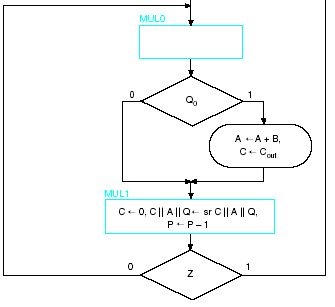 MUL0
0
Q0
1
A ← A + B,
C ← Cout
MUL1
C ← 0, C || A || Q ← sr C || A || Q,
P ← P – 1
0
Z
1